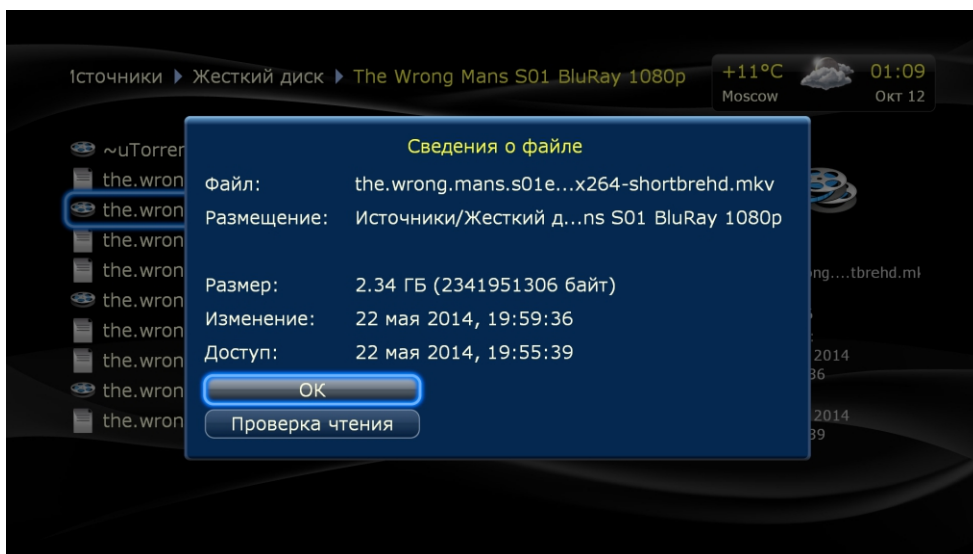 Источники Жесткий диск The Wrong Mans S01 BluRay 1080p
+11°C 01:09
Moscow Окт 12
Сведения о файле
~uTorrer
the.wron
Файл: the.wrong.mans.s01e...x264-shortbrehd.mkv
the.wron
Размещение: Источники/Жесткий д...ns S01 BluRay 1080p
the.wron
the.wron
ng....tbrehd.mk
Размер: 2.34 ГБ (2341951306 байт)
the.wron
Изменение: 22 мая 2014, 19:59:36
the.wron
Доступ: 22 мая 2014, 19:55:39
the.wron
2014
36
the.wron
OK
the.wron
Проверка чтения
2014
39